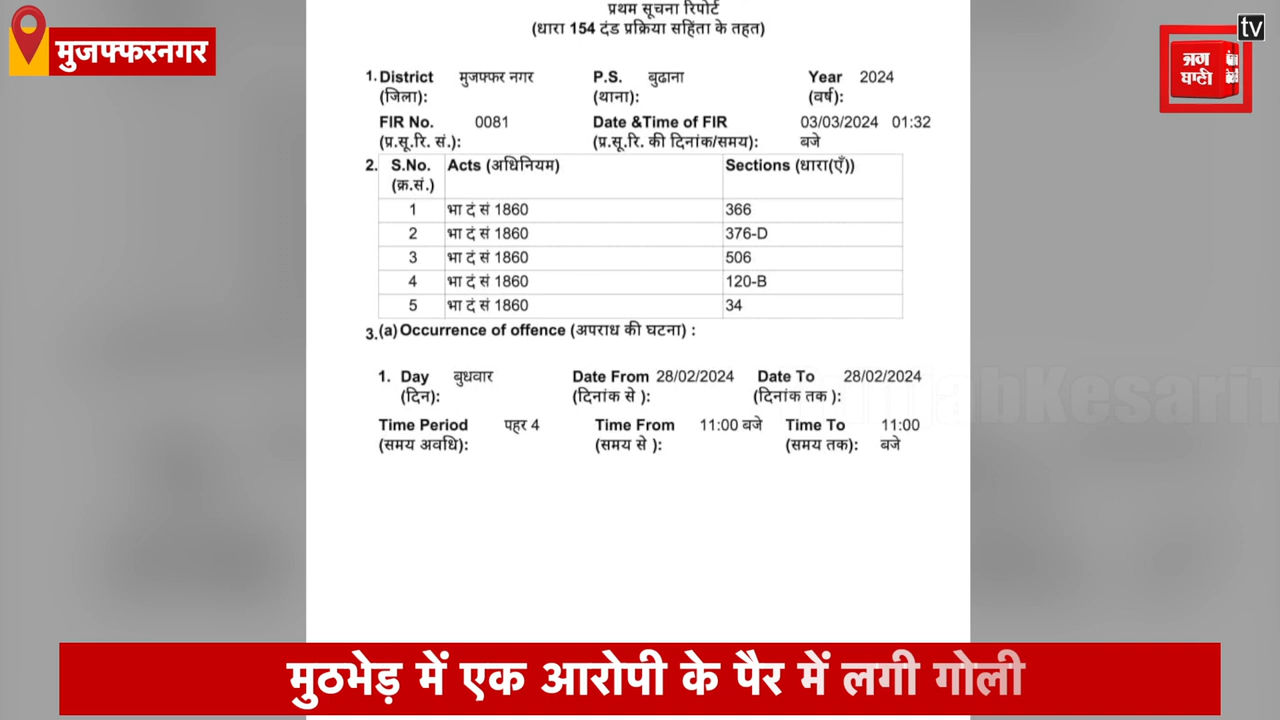 प्रथम सूचना रिपोर्ट
(धारा 154 दंड प्रक्रिया सहिंता के तहत)
मुजफ्फरनगर
tv
जग बाणी
1. District मुजफ्फर नगर P.S. बुढाना Year 2024
(जिला): (थाना): (वर्ष):
FIR No. 0081 Date &Time of FIR 03/03/2024 01:32
(प्र.सू.रि. सं.): (प्र.सू.रि. की दिनांक/समय): बजे
2. S.No. Acts (अधिनियम) Sections (धारा(एँ))
(क्र.सं.)
1 भा दं सं 1860 366
2 भा दं सं 1860 376-D
3 भा दं सं 1860 506
4 भा दं सं 1860 120-B
5 भा दं सं 1860 34
3.(a) Occurrence of offence (अपराध की घटना) :
1. Day बुधवार Date From 28/02/2024 Date To 28/02/2024
(दिन): (दिनांक से ): (दिनांक तक ):
Time Period पहर 4 Time From 11:00 बजे Time To 11:00
(समय अवधि): (समय से ): (समय तक): बजे
मुठभेड़ में एक आरोपी के पैर में लगी गोली